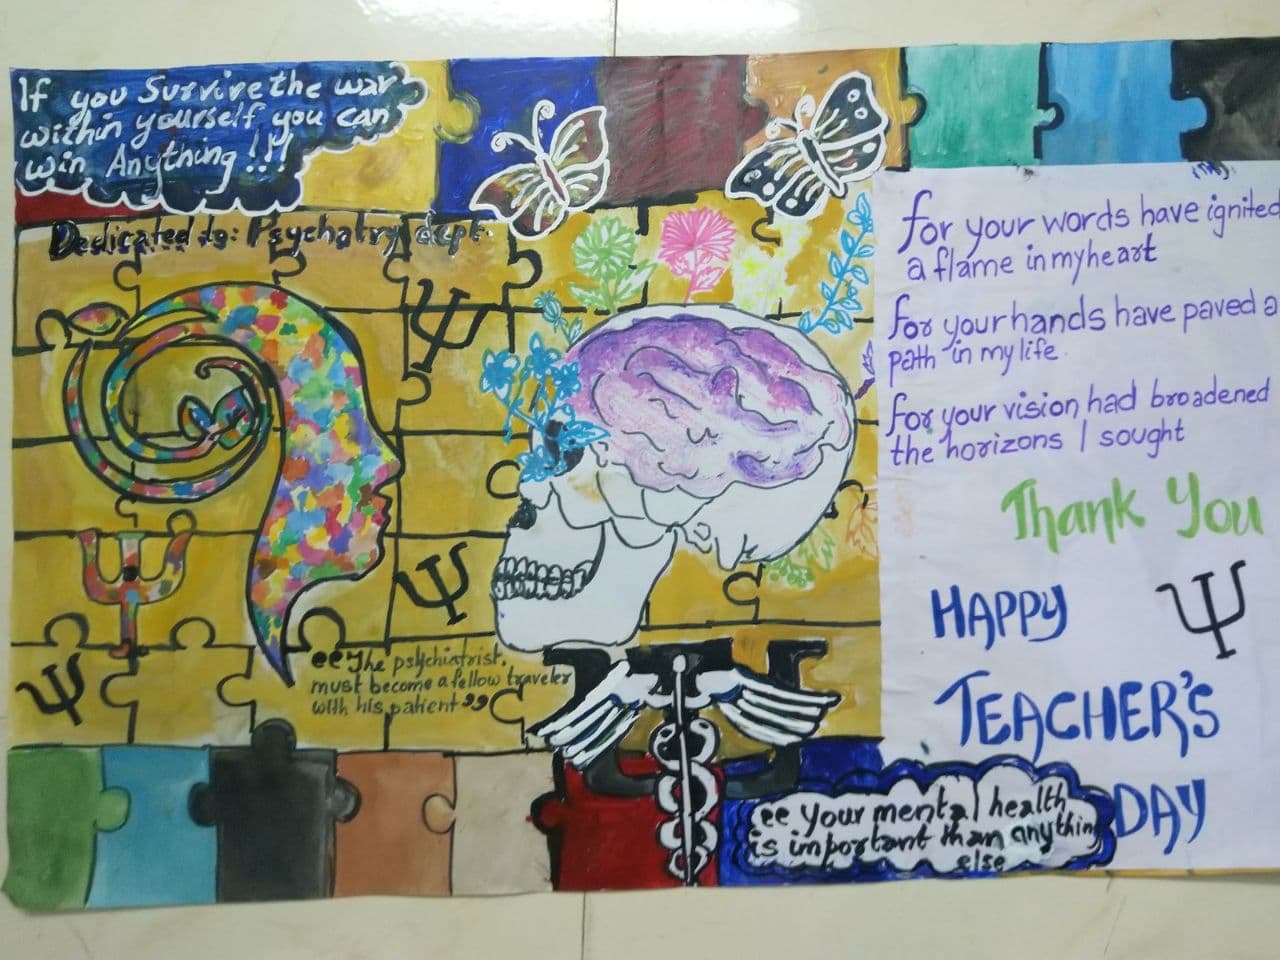 If you Survive the war
within yourself you can
win Anything !!!
Dedicated to: Psychatry dept.
for your words have ignited
a flame in my heart
for your hands have paved a
path in my life.
for your vision had broadened
the horizons I sought
Thank You
Ψ
Ψ
Ψ
Ψ
Ψ
HAPPY
TEACHER'S
DAY
"The psychiatrist,
must become a fellow traveler
with his patient"
"your mental health
is important than anything
else